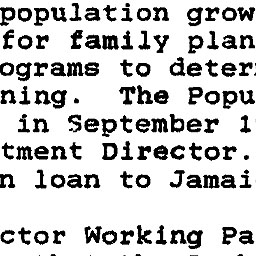 population grow
for family plan
ograms to deter
ning. The Popu
in September 1
tment Director.
n loan to Jamai
ctor Working Pa